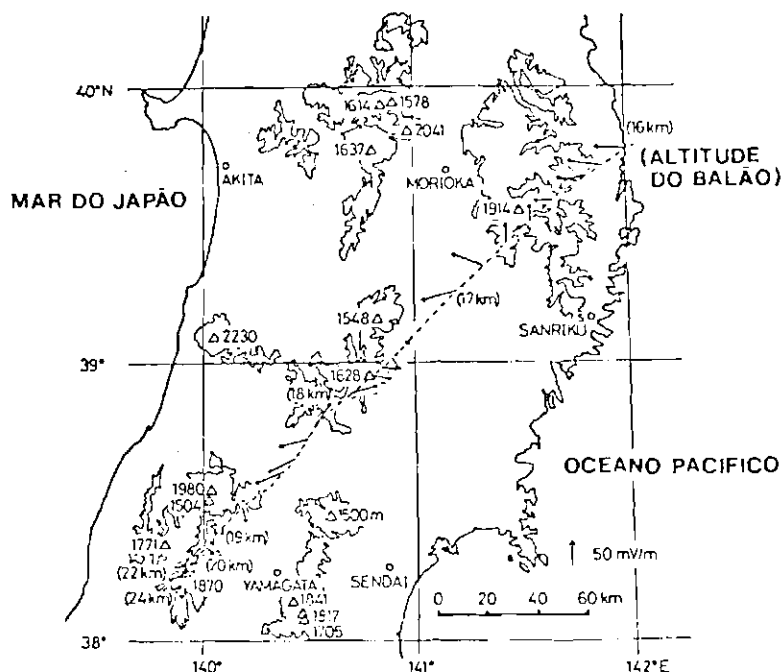 40°N
1614
1578
2041
1637
(16km)
(ALTITUDE
DO BALÃO)
AKITA
MORIOKA
MAR DO JAPÃO
1914
(17km)
1548
SANRIKU
2230
39°
1628
(18km)
OCEANO PACIFICO
1980
1504
1500m
(19km)
1771
(20km)
(22km)
50 mV/m
1870
YAMAGATA
SENDAI
(24km)
1841
1917
1705
0 20 40 60 km
38°
140°
141°
142°E